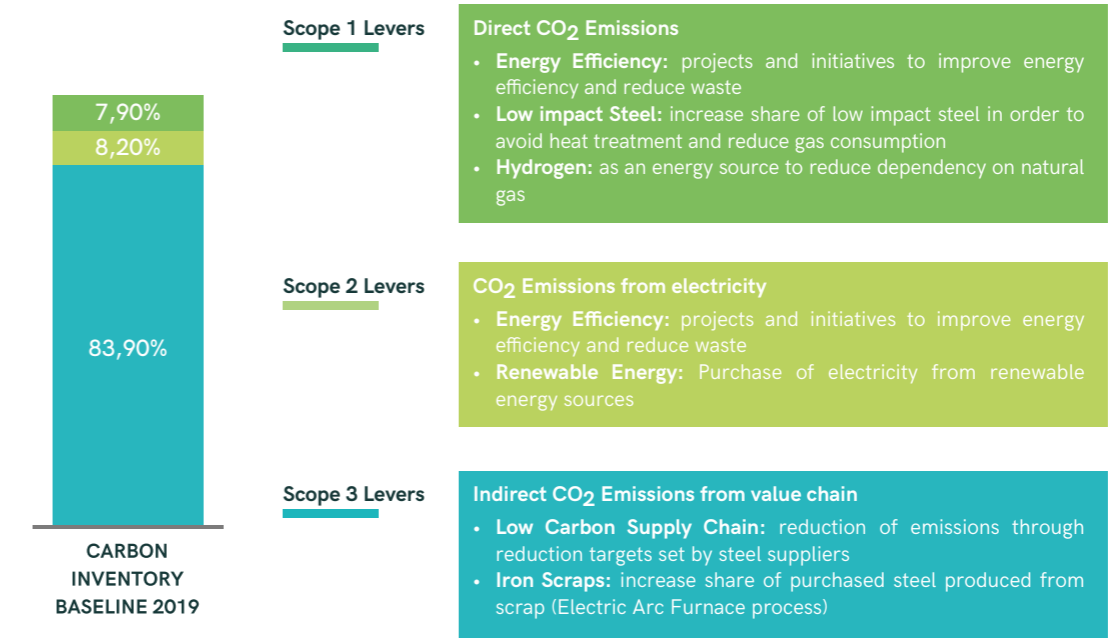 7,90%
8,20%
83,90%
CARBON
INVENTORY
BASELINE 2019
Scope 1 Levers
Direct CO2 Emissions
• Energy Efficiency: projects and initiatives to improve energy
efficiency and reduce waste
• Low impact Steel: increase share of low impact steel in order to
avoid heat treatment and reduce gas consumption
• Hydrogen: as an energy source to reduce dependency on natural
gas
Scope 2 Levers
CO2 Emissions from electricity
• Energy Efficiency: projects and initiatives to improve energy
efficiency and reduce waste
• Renewable Energy: Purchase of electricity from renewable
energy sources
Scope 3 Levers
Indirect CO2 Emissions from value chain
• Low Carbon Supply Chain: reduction of emissions through
reduction targets set by steel suppliers
• Iron Scraps: increase share of purchased steel produced from
scrap (Electric Arc Furnace process)